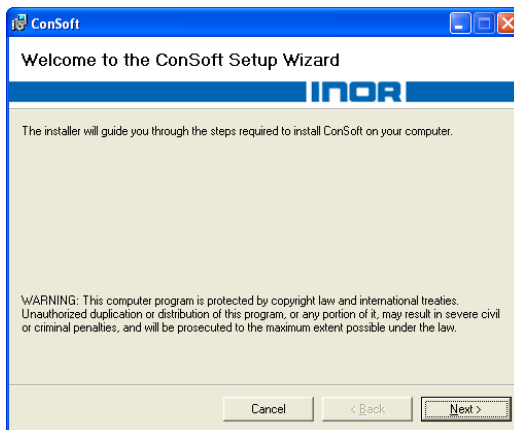 ConSoft
Welcome to the ConSoft Setup Wizard
INOR
The installer will guide you through the steps required to install ConSoft on your computer.
WARNING: This computer program is protected by copyright law and international treaties.
Unauthorized duplication or distribution of this program, or any portion of it, may result in severe civil
or criminal penalties, and will be prosecuted to the maximum extent possible under the law.
Cancel
< Back
Next >